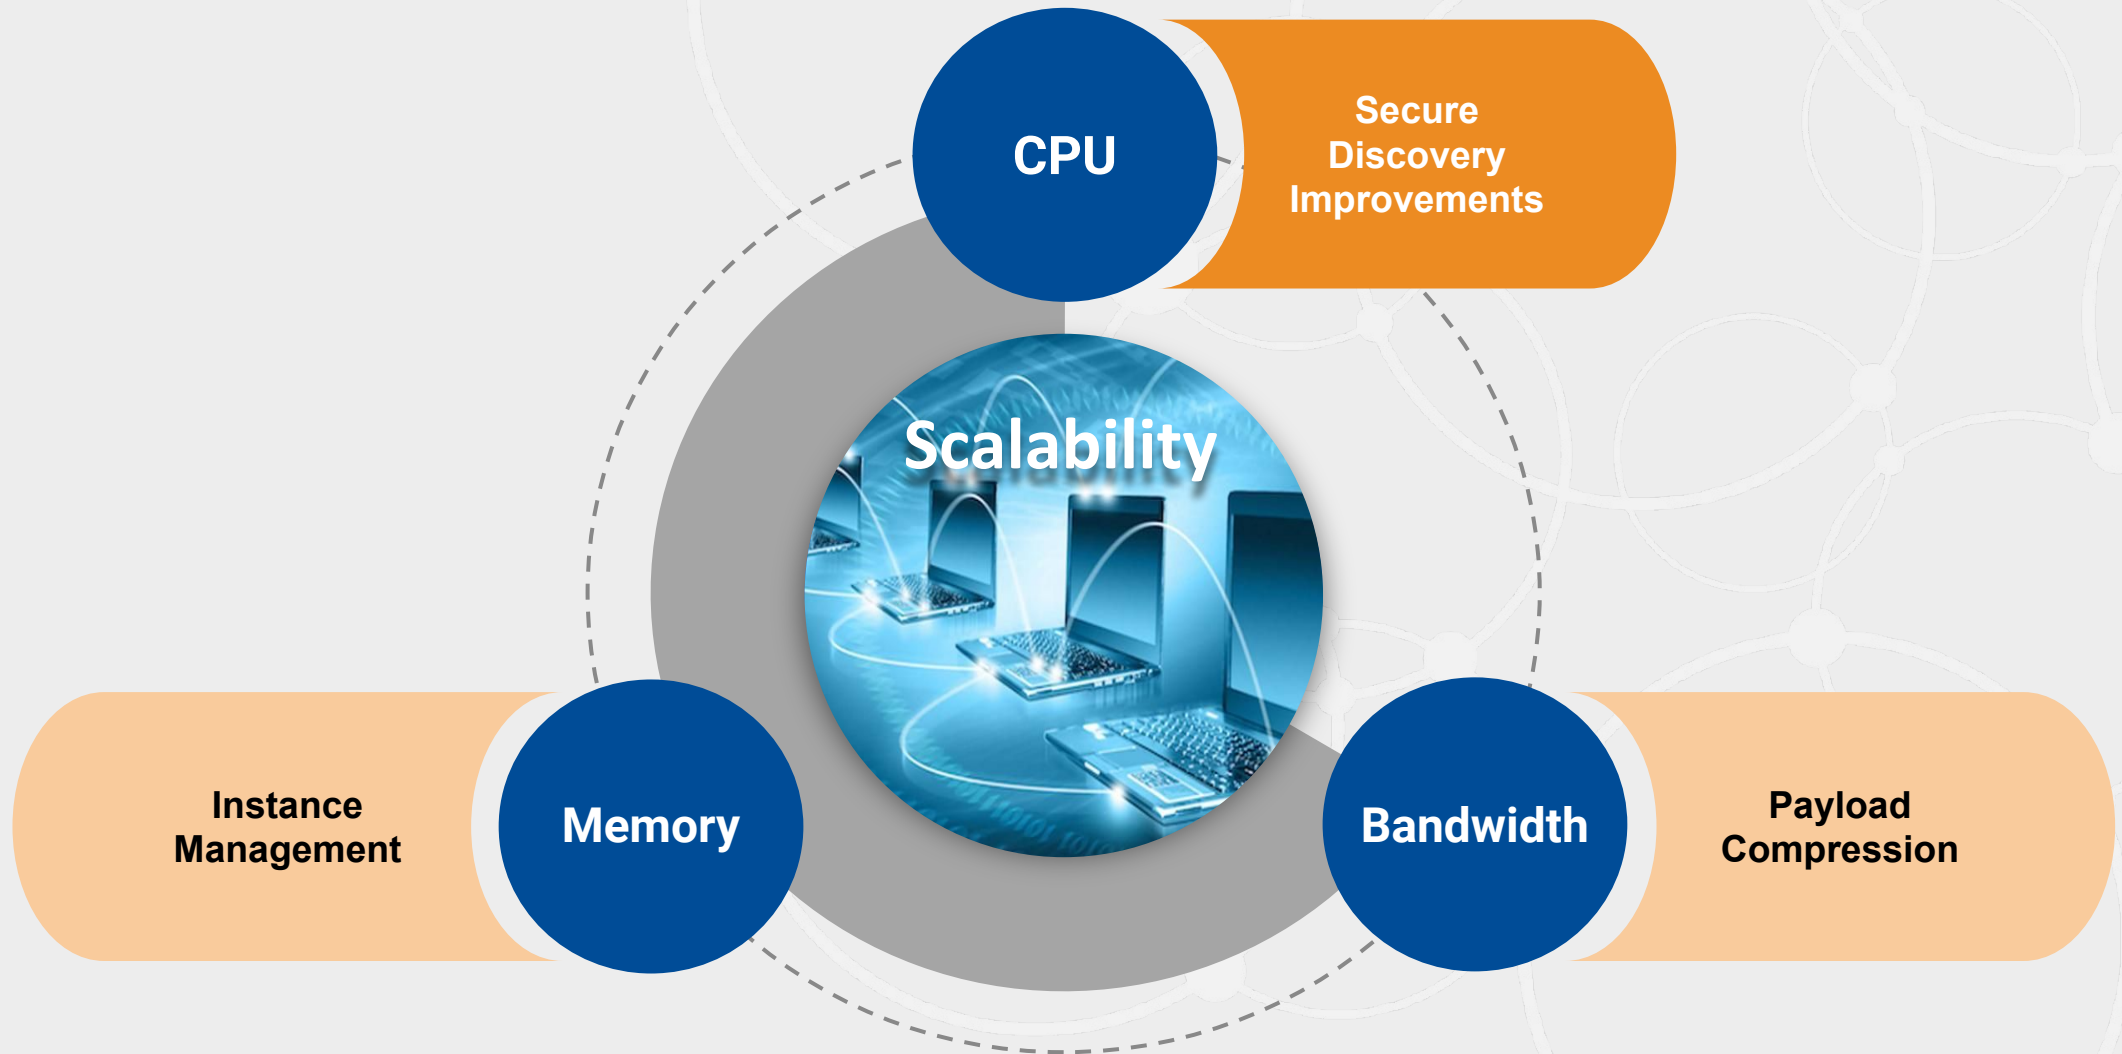 CPU
Secure
Discovery
Improvements
Scalability
Instance
Management
Memory
Bandwidth
Payload
Compression